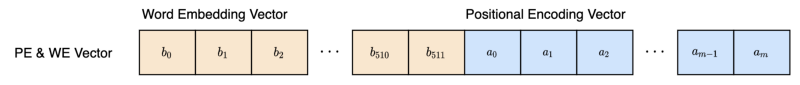 Word Embedding Vector Positional Encoding Vector
PE & WE Vector b₀ b₁ b₂ ··· b₅₁₀ b₅₁₁ a₀ a₁ a₂ ··· aₘ₋₁ aₘ